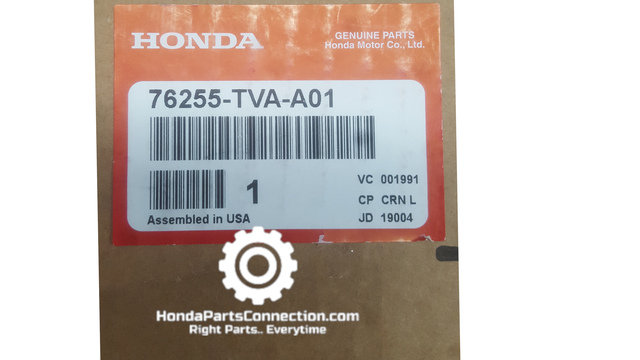 HONDA
GENUINE PARTS
Honda Motor Co., Ltd.
76255-TVA-A01
1
VC 001991
CP CRN L
JD 19004
Assembled in USA
HondaPartsConnection.com
Right Parts.. Everytime